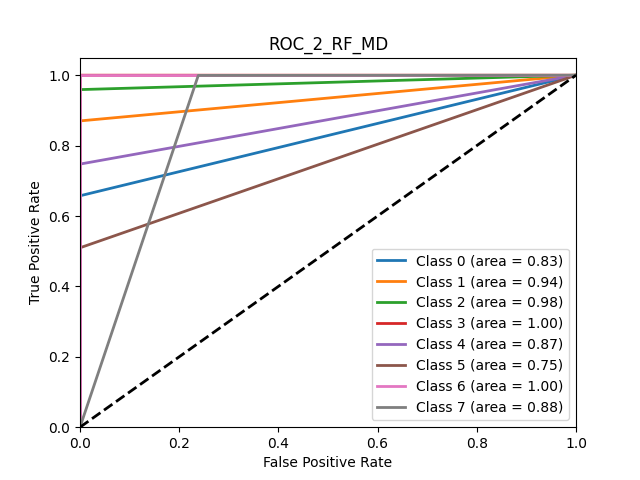 ROC_2_RF_MD
True Positive Rate
1.0
0.8
0.6
0.4
0.2
0.0
Class 0 (area = 0.83)
Class 1 (area = 0.94)
Class 2 (area = 0.98)
Class 3 (area = 1.00)
Class 4 (area = 0.87)
Class 5 (area = 0.75)
Class 6 (area = 1.00)
Class 7 (area = 0.88)
0.0 0.2 0.4 0.6 0.8 1.0
False Positive Rate